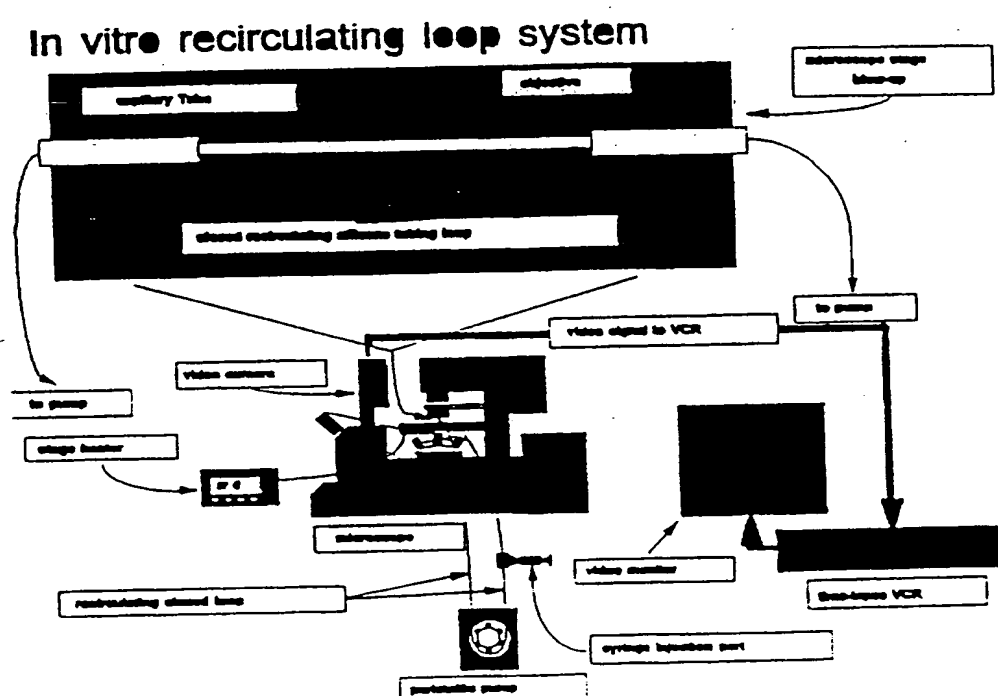 In vitro recirculating loop system
microscope stage
blow-up
objective
capillary Tube
closed recirculating silicone tubing loop
to pump
video signal to VCR
video camera
to pump
stage heater
37 c
microscope
video monitor
time-lapse VCR
recirculating closed loop
syringe injection port
peristaltic pump